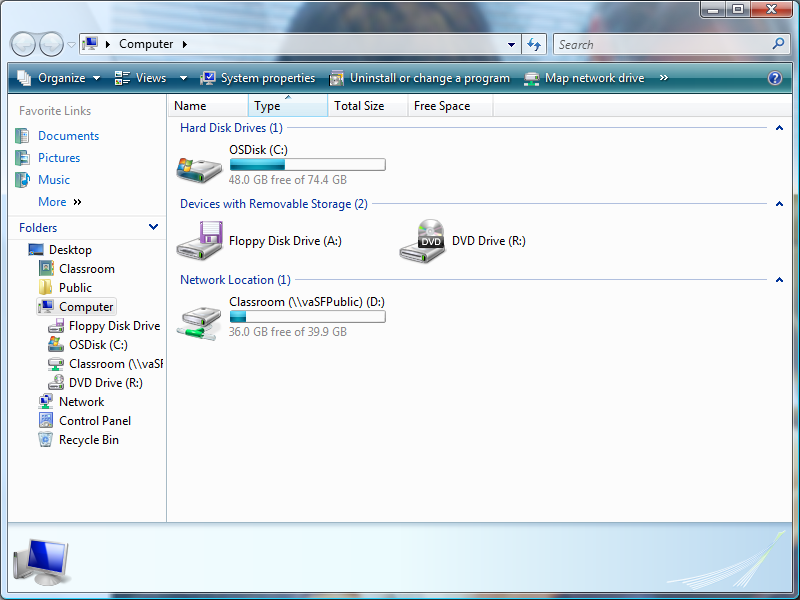 Computer
Search
Organize Views System properties Uninstall or change a program Map network drive »
?
Favorite Links
Documents
Pictures
Music
More »
Folders
Desktop
Classroom
Public
Computer
Floppy Disk Drive
OSDisk (C:)
Classroom (\\vaSF
DVD Drive (R:)
Network
Control Panel
Recycle Bin
Name Type Total Size Free Space
Hard Disk Drives (1)
OSDisk (C:)
48.0 GB free of 74.4 GB
Devices with Removable Storage (2)
Floppy Disk Drive (A:)
DVD
DVD Drive (R:)
Network Location (1)
Classroom (\\vaSFPublic) (D:)
36.0 GB free of 39.9 GB